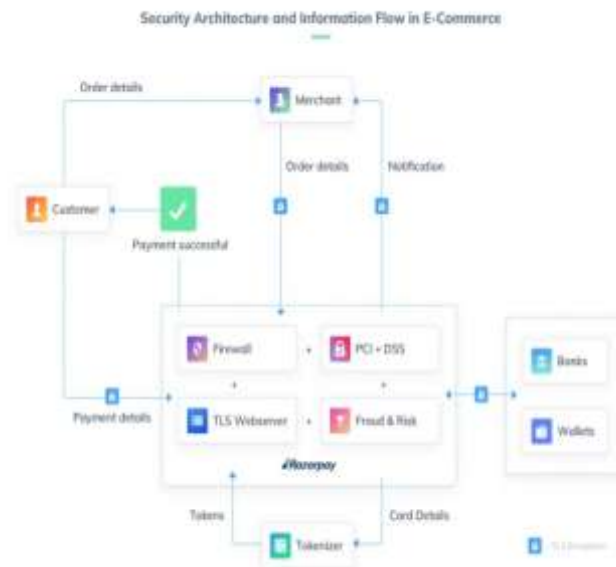 Security Architecture and Information Flow in E-Commerce
Order details
Merchant
Order details
Notification
Customer
Payment successful
Firewall
PCI - DSS
Banks
Payment details
TLS Webserver
Fraud & Risk
Wallets
Razorpay
Tokens
Card Details
Tokenizer